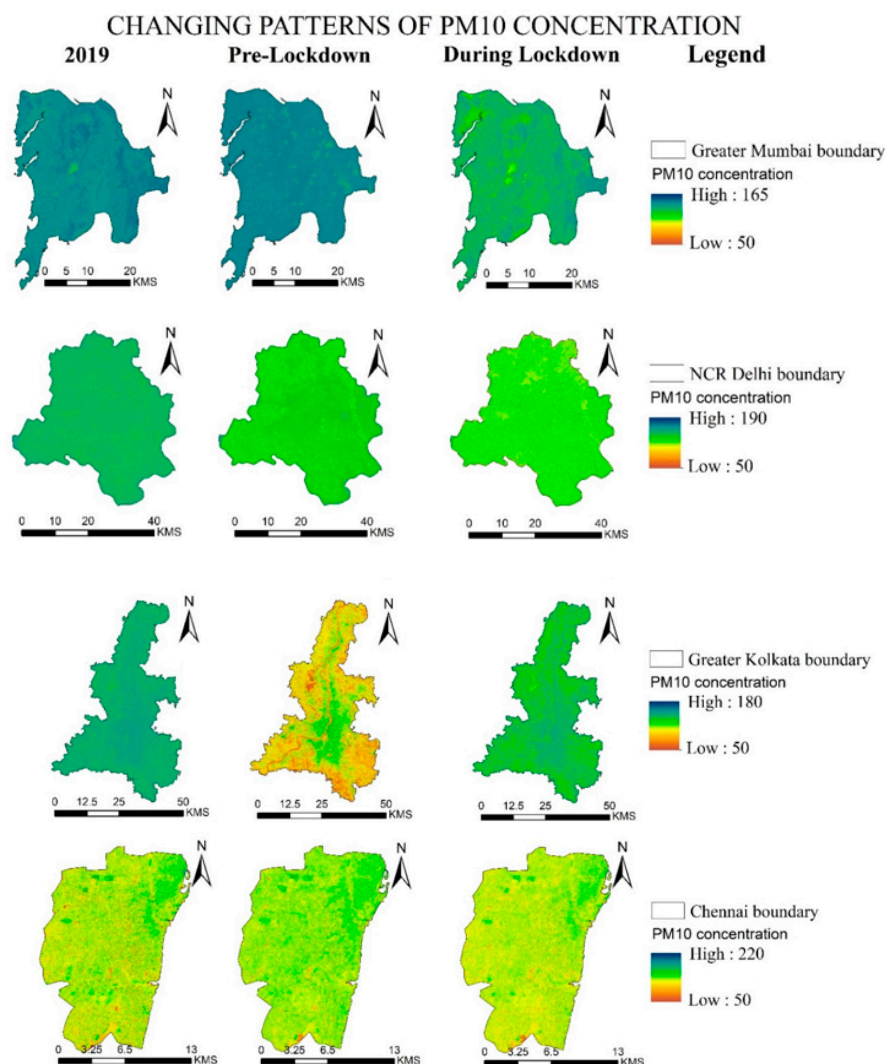 CHANGING PATTERNS OF PM10 CONCENTRATION
2019 Pre-Lockdown During Lockdown Legend
N N N
Greater Mumbai boundary
PM10 concentration
High : 165
Low : 50
0 5 10 20 KMS
0 5 10 20 KMS
0 5 10 20 KMS
N N N
NCR Delhi boundary
PM10 concentration
High : 190
Low : 50
0 10 20 40 KMS
0 10 20 40 KMS
0 10 20 40 KMS
N N N
Greater Kolkata boundary
PM10 concentration
High : 180
Low : 50
0 12.5 25 50 KMS
0 12.5 25 50 KMS
0 12.5 25 50 KMS
N N N
Chennai boundary
PM10 concentration
High : 220
Low : 50
0 3.25 6.5 13 KMS
0 3.25 6.5 13 KMS
0 3.25 6.5 13 KMS